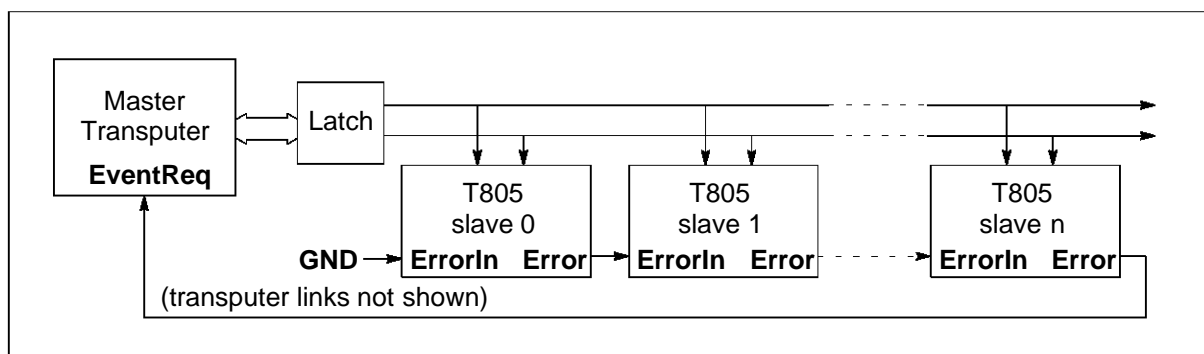 Master
Transputer
EventReq
Latch
T805
slave 0
ErrorIn Error
T805
slave 1
ErrorIn Error
T805
slave n
ErrorIn Error
GND
(transputer links not shown)